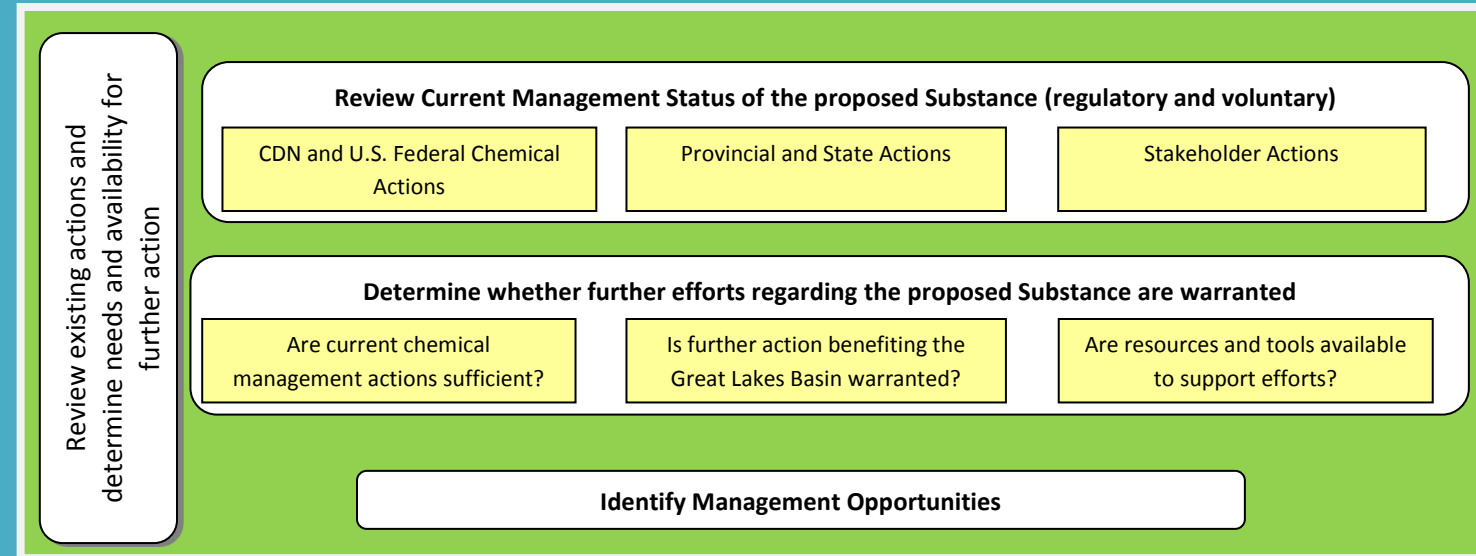 Review existing actions and
determine needs and availability for
further action
Review Current Management Status of the proposed Substance (regulatory and voluntary)
CDN and U.S. Federal Chemical
Actions
Provincial and State Actions
Stakeholder Actions
Determine whether further efforts regarding the proposed Substance are warranted
Are current chemical
management actions sufficient?
Is further action benefiting the
Great Lakes Basin warranted?
Are resources and tools available
to support efforts?
Identify Management Opportunities